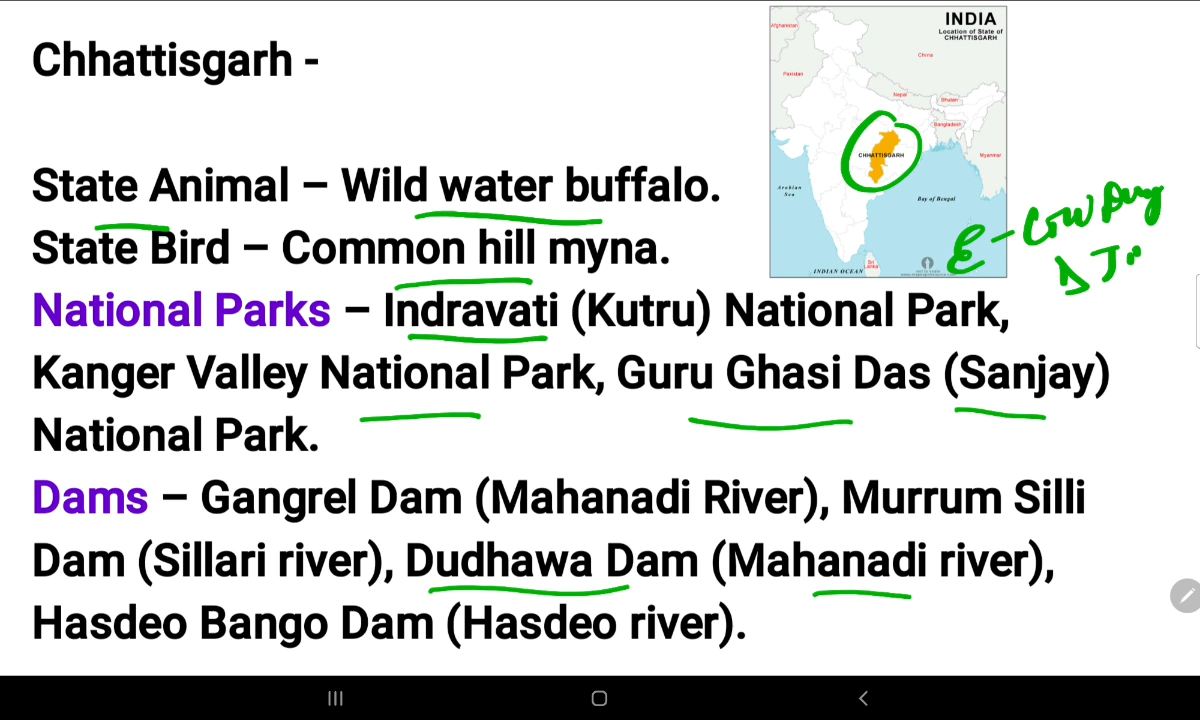 Chhattisgarh -
State Animal – Wild water buffalo.
State Bird – Common hill myna.
National Parks – Indravati (Kutru) National Park,
Kanger Valley National Park, Guru Ghasi Das (Sanjay)
National Park.
Dams – Gangrel Dam (Mahanadi River), Murrum Silli
Dam (Sillari river), Dudhawa Dam (Mahanadi river),
Hasdeo Bango Dam (Hasdeo river).
INDIA
Location of State of
CHHATTISGARH
Afghanistan
China
Pakistan
Nepal
Bhutan
Bangladesh
CHHATTISGARH
Myanmar
Arabian
Sea
Bay of Bengal
Sri
Lanka
INDIAN OCEAN
E - Cow Dung